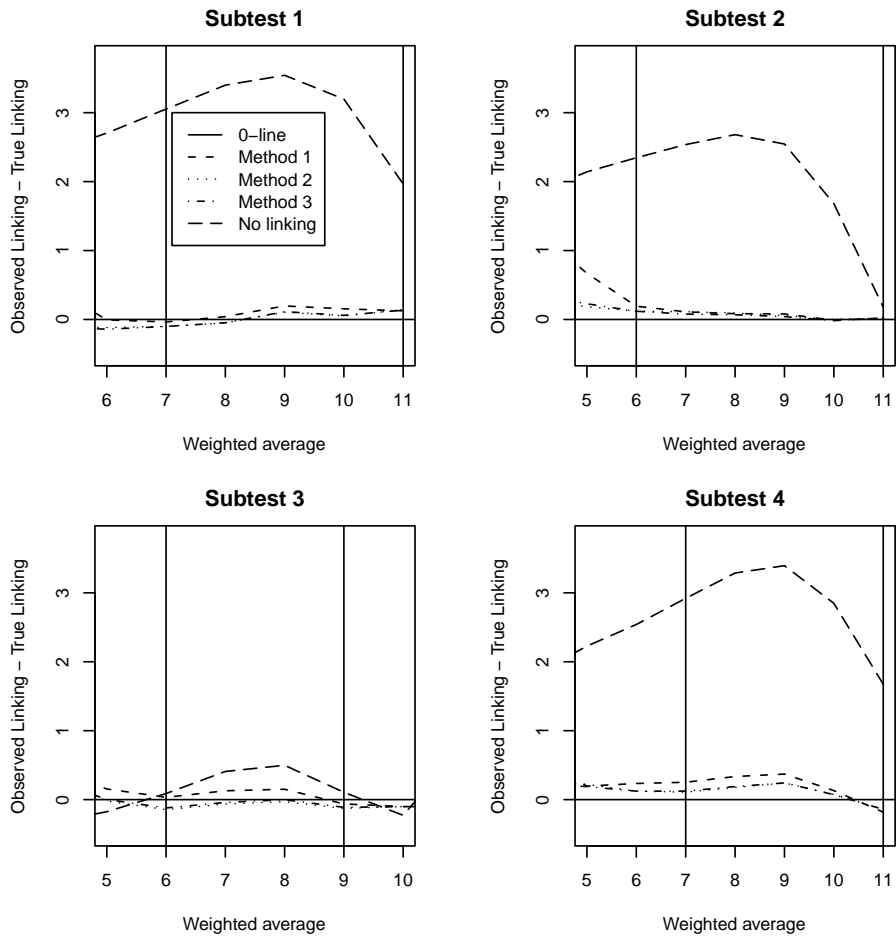 Subtest 1
Observed Linking − True Linking
3
2
1
0
0−line
Method 1
Method 2
Method 3
No linking
6 7 8 9 10 11
Weighted average
Subtest 2
Observed Linking − True Linking
3
2
1
0
5 6 7 8 9 10 11
Weighted average
Subtest 3
Observed Linking − True Linking
3
2
1
0
5 6 7 8 9 10
Weighted average
Subtest 4
Observed Linking − True Linking
3
2
1
0
5 6 7 8 9 10 11
Weighted average